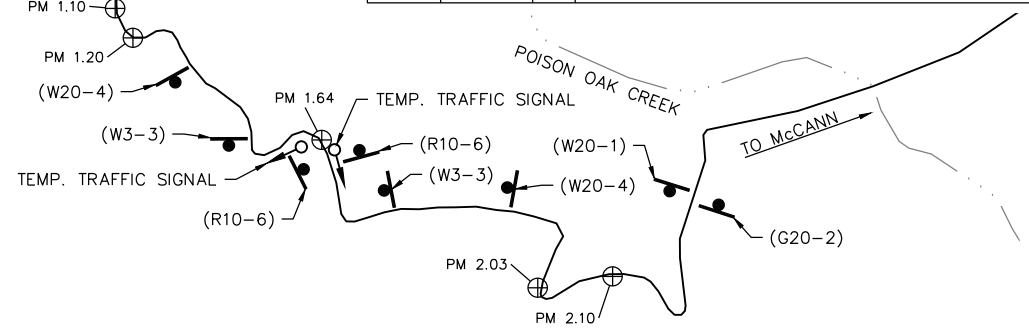 PM 1.10
PM 1.20
POISON OAK CREEK
(W20-4)
PM 1.64
TEMP. TRAFFIC SIGNAL
(W3-3)
(R10-6)
(W20-1)
TO McCANN
TEMP. TRAFFIC SIGNAL
(W3-3)
(W20-4)
(R10-6)
(G20-2)
PM 2.03
PM 2.10